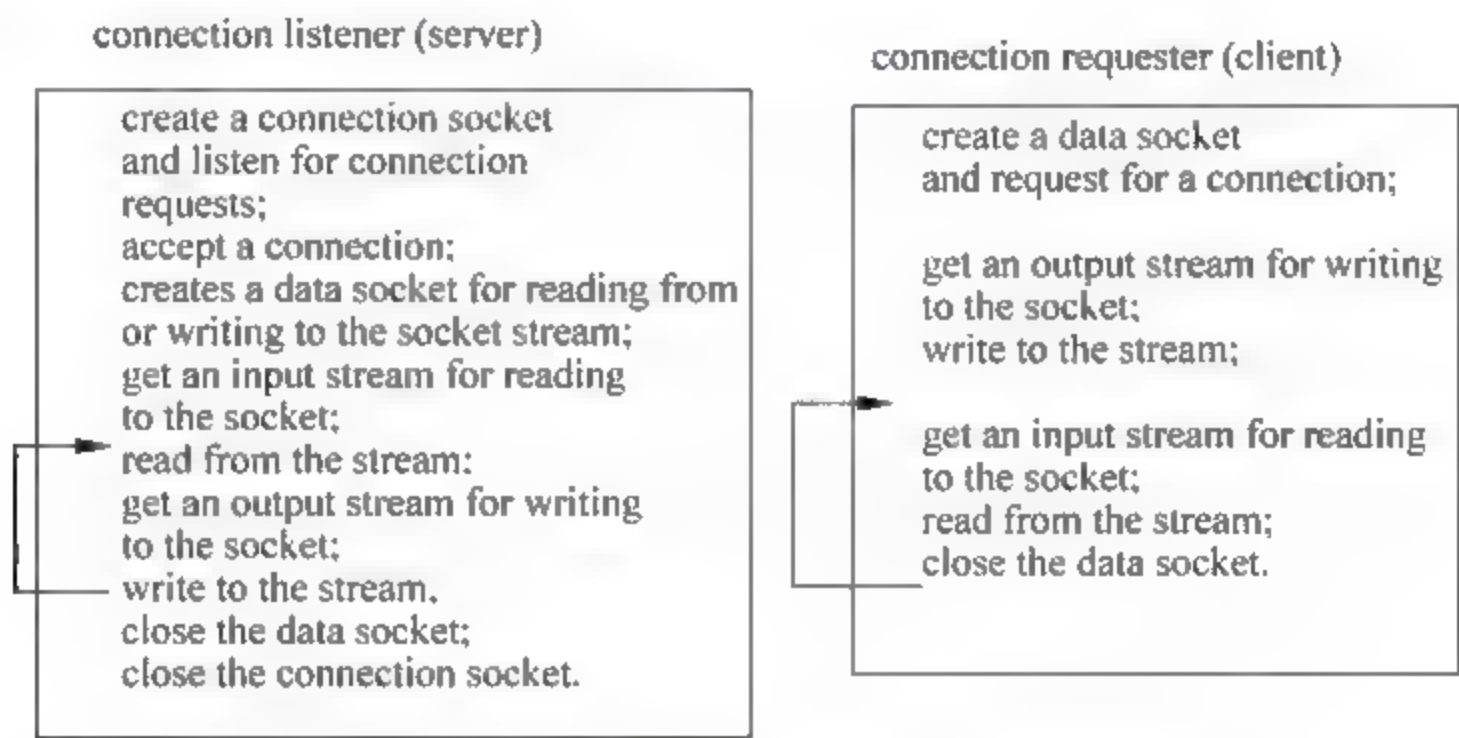 connection listener (server)
create a connection socket
and listen for connection
requests;
accept a connection;
creates a data socket for reading from
or writing to the socket stream;
get an input stream for reading
to the socket;
read from the stream;
get an output stream for writing
to the socket;
write to the stream.
close the data socket;
close the connection socket.
connection requester (client)
create a data socket
and request for a connection;
get an output stream for writing
to the socket;
write to the stream;
get an input stream for reading
to the socket;
read from the stream;
close the data socket.